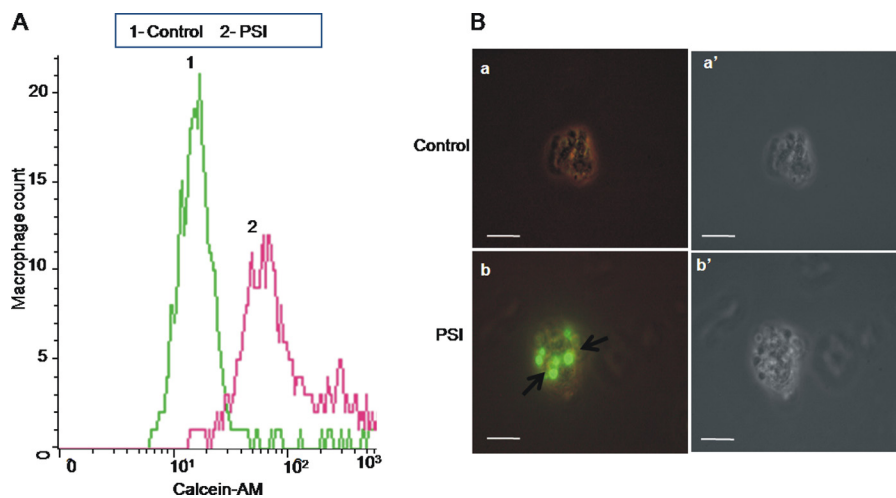 A
1- Control 2- PSI
1
2
20
15
10
5
0
Macrophage count
0 10¹ 10² 10³
Calcein-AM
B
a
a'
Control
b
b'
PSI